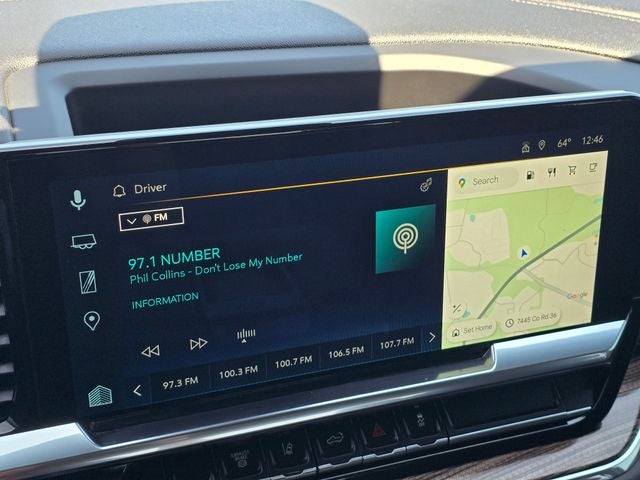 64° 12:46
Driver
Search
FM
97.1 NUMBER
Phil Collins - Don't Lose My Number
INFORMATION
Google
Set Home
7445 Co Rd 36
97.3 FM
100.3 FM
100.7 FM
106.5 FM
107.7 FM
EXHAUST
BRAKE